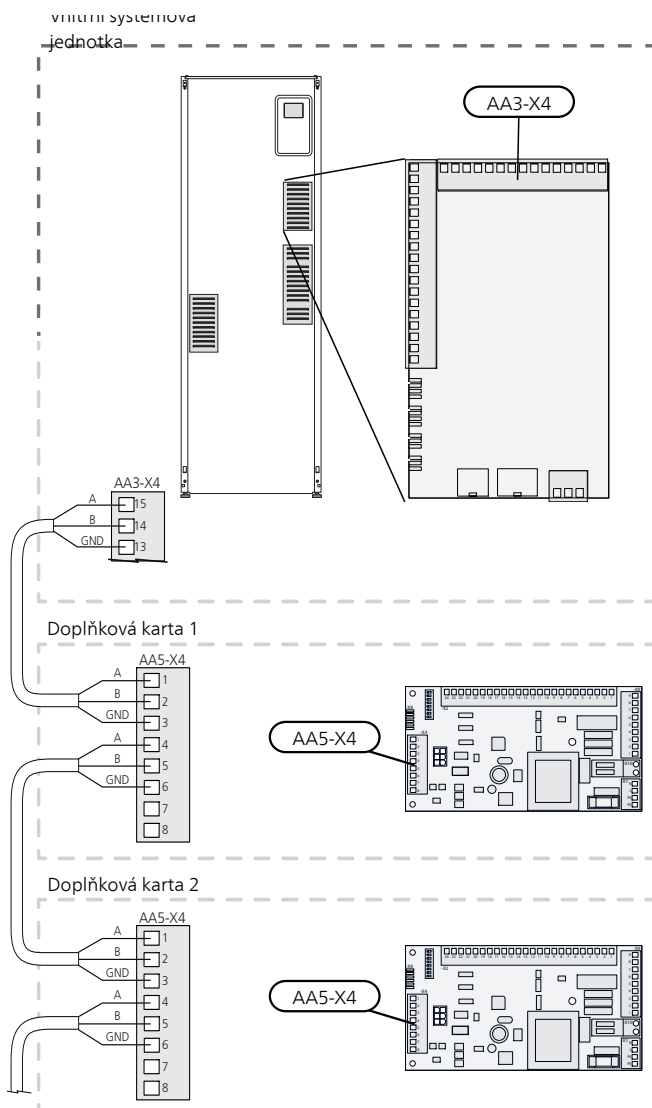 Vnitřní systémová
jednotka
AA3-X4
AA3-X4
A
15
B
14
GND
13
Doplňková karta 1
AA5-X4
A
1
B
2
GND
3
A
4
B
5
GND
6
7
8
AA5-X4
Doplňková karta 2
AA5-X4
A
1
B
2
GND
3
A
4
B
5
GND
6
7
8
AA5-X4